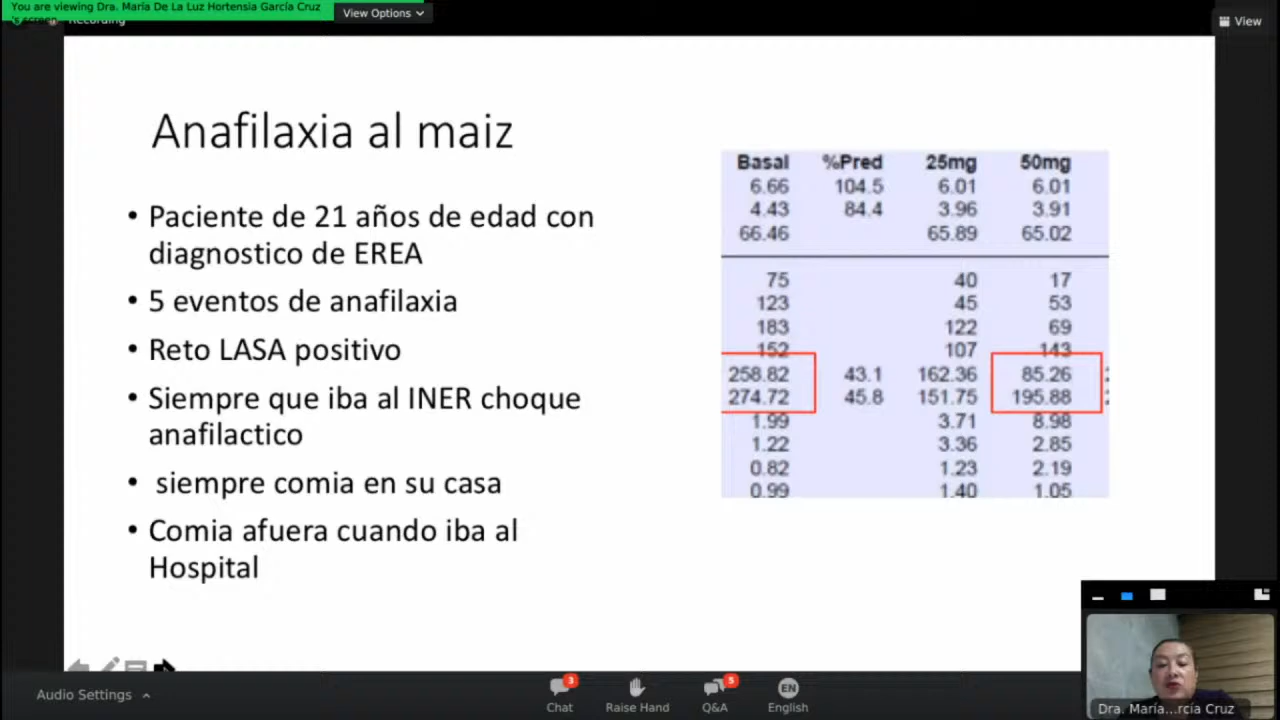 You are viewing Dra. María De La Luz Hortensia García Cruz
's screen
View Options
Recording
View
Anafilaxia al maiz
• Paciente de 21 años de edad con
diagnostico de EREA
• 5 eventos de anafilaxia
• Reto LASA positivo
• Siempre que iba al INER choque
anafilactico
• siempre comia en su casa
• Comia afuera cuando iba al
Hospital
Basal %Pred 25mg 50mg
6.66 104.5 6.01 6.01
4.43 84.4 3.96 3.91
66.46 65.89 65.02
75 40 17
123 45 53
183 122 69
152 107 143
258.82 43.1 162.36 85.26
274.72 45.8 151.75 195.88
1.99 3.71 8.98
1.22 3.36 2.85
0.82 1.23 2.19
0.99 1.40 1.05
Audio Settings
3
Chat
Raise Hand
5
Q&A
EN
English
Dra. María...rcía Cruz